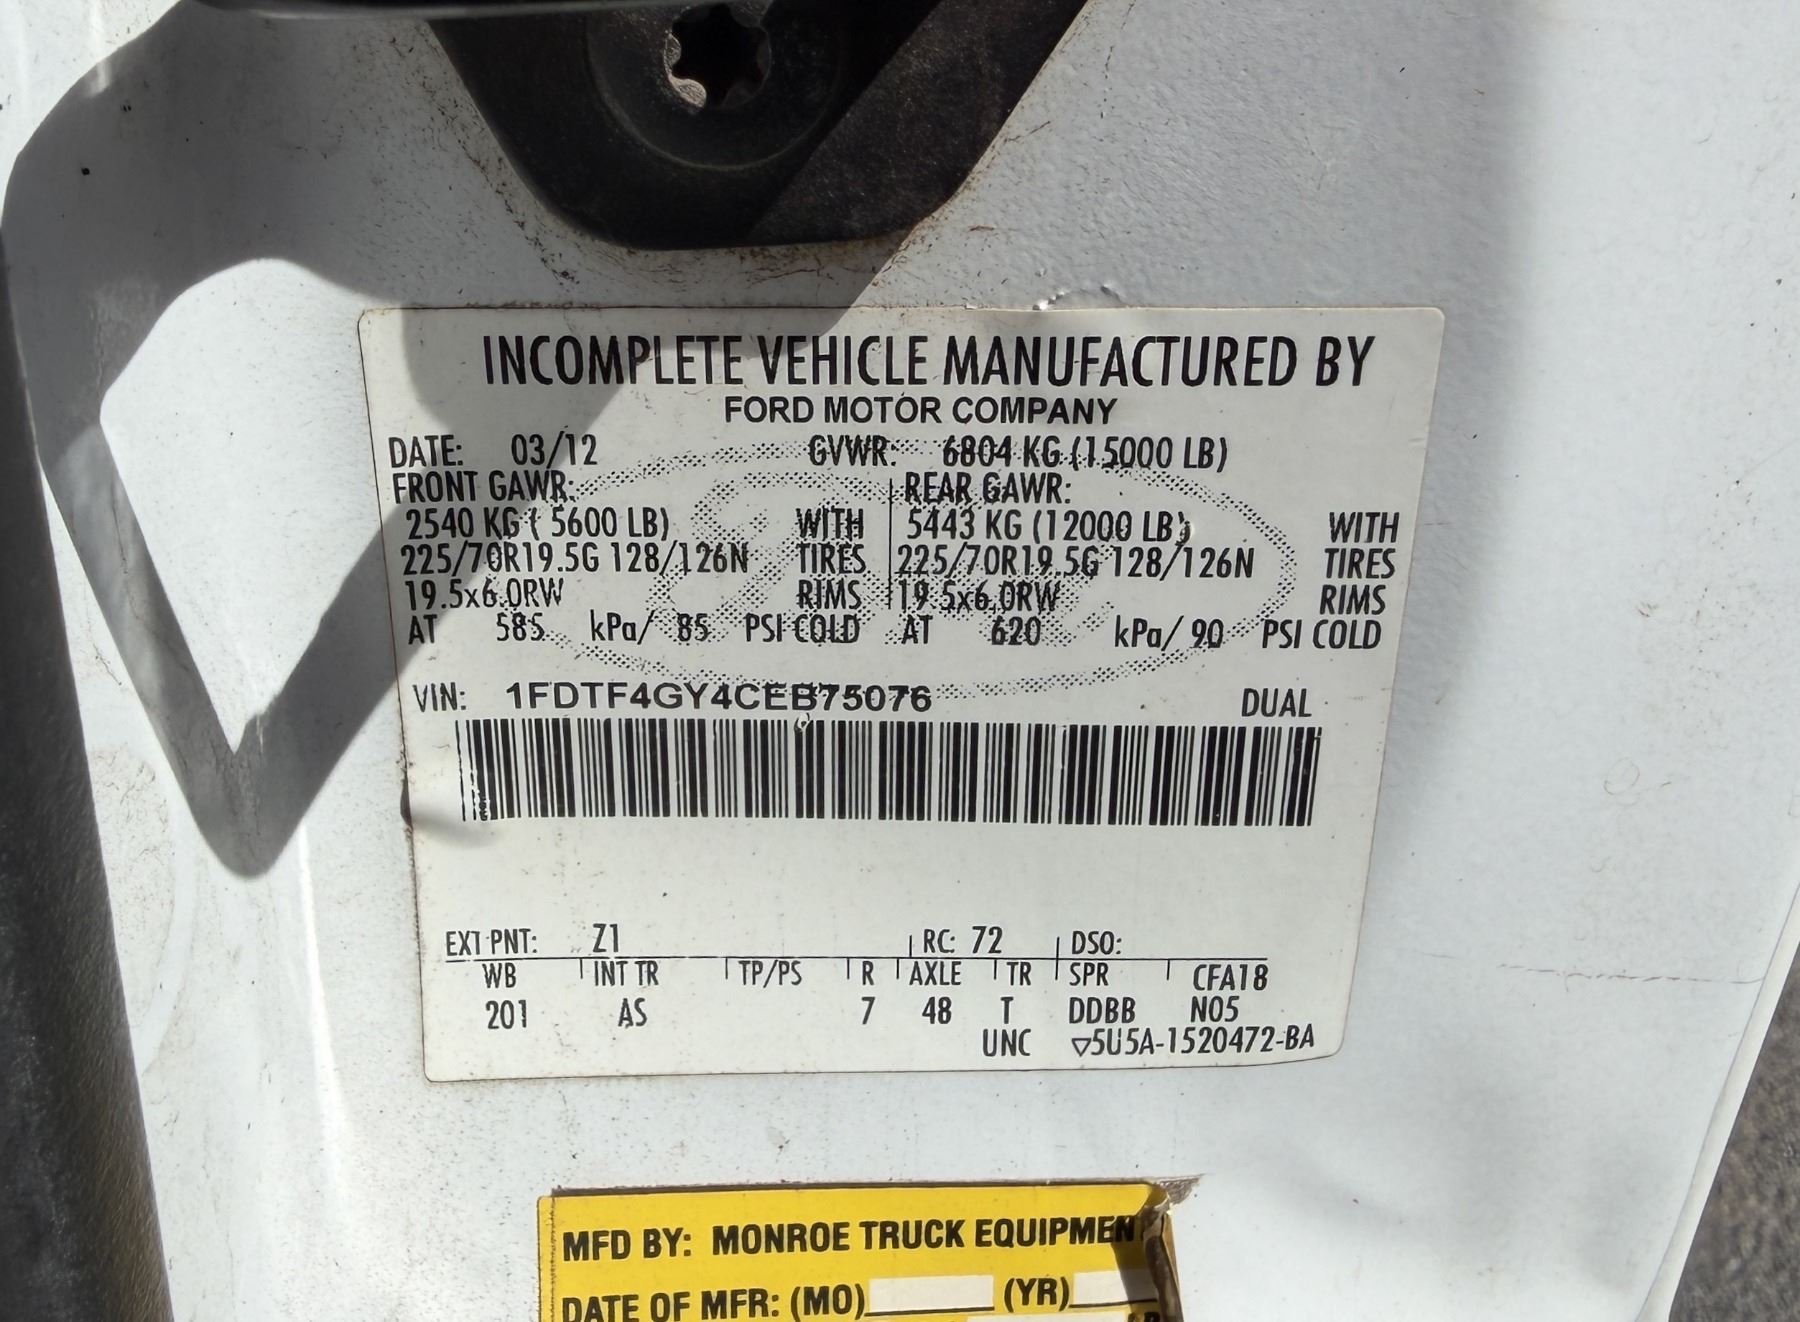 INCOMPLETE VEHICLE MANUFACTURED BY
FORD MOTOR COMPANY
DATE: 03/12 GVWR: 6804 KG (15000 LB)
FRONT GAWR: REAR GAWR:
2540 KG ( 5600 LB) WITH 5443 KG (12000 LB) WITH
225/70R19.5G 128/126N TIRES 225/70R19.5G 128/126N TIRES
19.5x6.0RW RIMS 19.5x6.0RW RIMS
AT 585 kPa/ 85 PSI COLD AT 620 kPa/ 90 PSI COLD
VIN: 1FDTF4GY4CEB75076 DUAL
EXT PNT: Z1 RC: 72 DSO:
WB INT TR TP/PS R AXLE TR SPR CFA18
201 AS 7 48 T DDBB N05
UNC ▽5U5A-1520472-BA
MFD BY: MONROE TRUCK EQUIPMEN
DATE OF MFR: (MO) (YR)